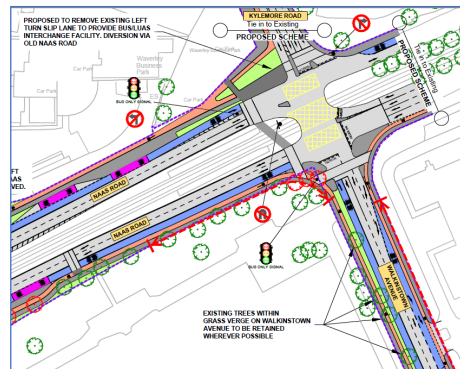 PROPOSED TO REMOVE EXISTING LEFT
TURN SLIP LANE TO PROVIDE BUS/LUAS
INTERCHANGE FACILITY. DIVERSION VIA
OLD NAAS ROAD
KYLEMORE ROAD
Tie in to Existing
PROPOSED SCHEME
Tie in to Existing
PROPOSED SCHEME
Waverley
Business
Park
Car Park
Car Park
BUS ONLY SIGNAL
FT
AS
VED.
NAAS ROAD
NAAS ROAD
BUS ONLY SIGNAL
WALKINSTOWN
AVENUE
EXISTING TREES WITHIN
GRASS VERGE ON WALKINSTOWN
AVENUE TO BE RETAINED
WHEREVER POSSIBLE